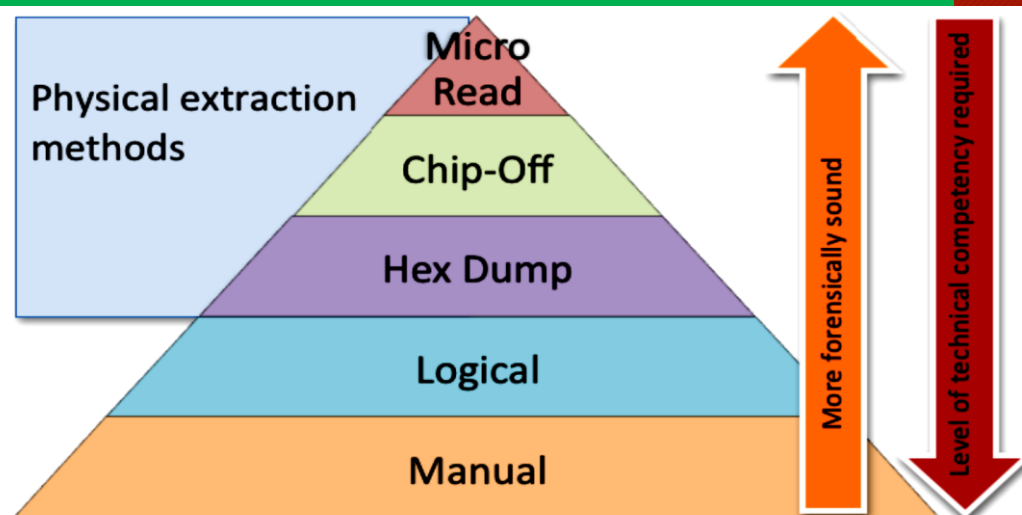 Micro
Read
Physical extraction
methods
Chip-Off
Hex Dump
Logical
Manual
More forensically sound
Level of technical competency required